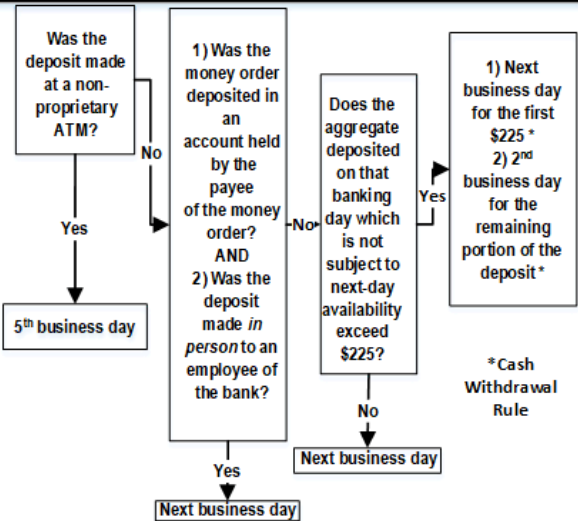 Was the
deposit made
at a non-
proprietary
ATM?
No
Yes
5th business day
1) Was the
money order
deposited in
an
account held
by the
payee
of the money
order?
AND
2) Was the
deposit
made in
person to an
employee of
the bank?
No
Yes
Next business day
Does the
aggregate
deposited
on that
banking
day which
is not
subject to
next-day
availability
exceed
$225?
Yes
No
Next business day
1) Next
business day
for the first
$225 *
2) 2nd
business day
for the
remaining
portion of the
deposit *
*Cash
Withdrawal
Rule